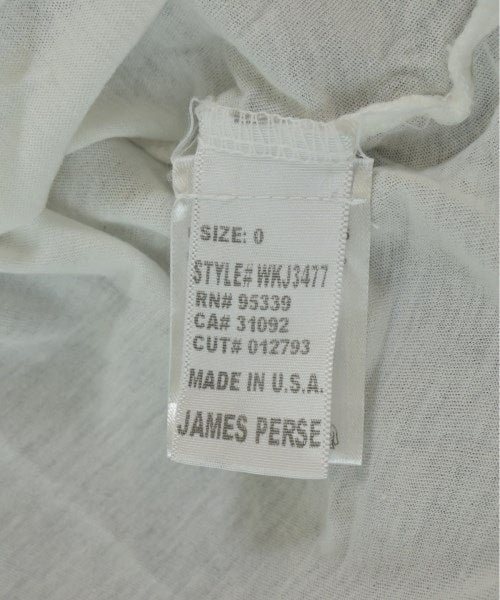 SIZE: 0
STYLE# WKJ3477
RN# 95339
CA# 31092
CUT# 012793
MADE IN U.S.A.
JAMES PERSE